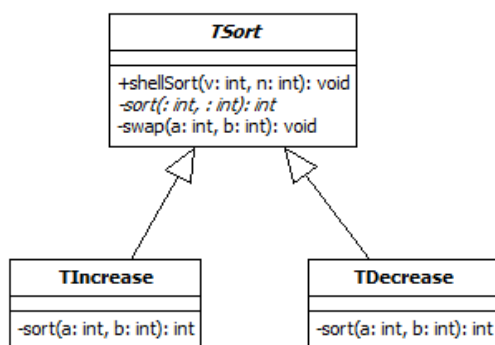 TSort
+shellSort(v: int, n: int): void
-sort(: int, : int): int
-swap(a: int, b: int): void
TIncrease
-sort(a: int, b: int): int
TDecrease
-sort(a: int, b: int): int